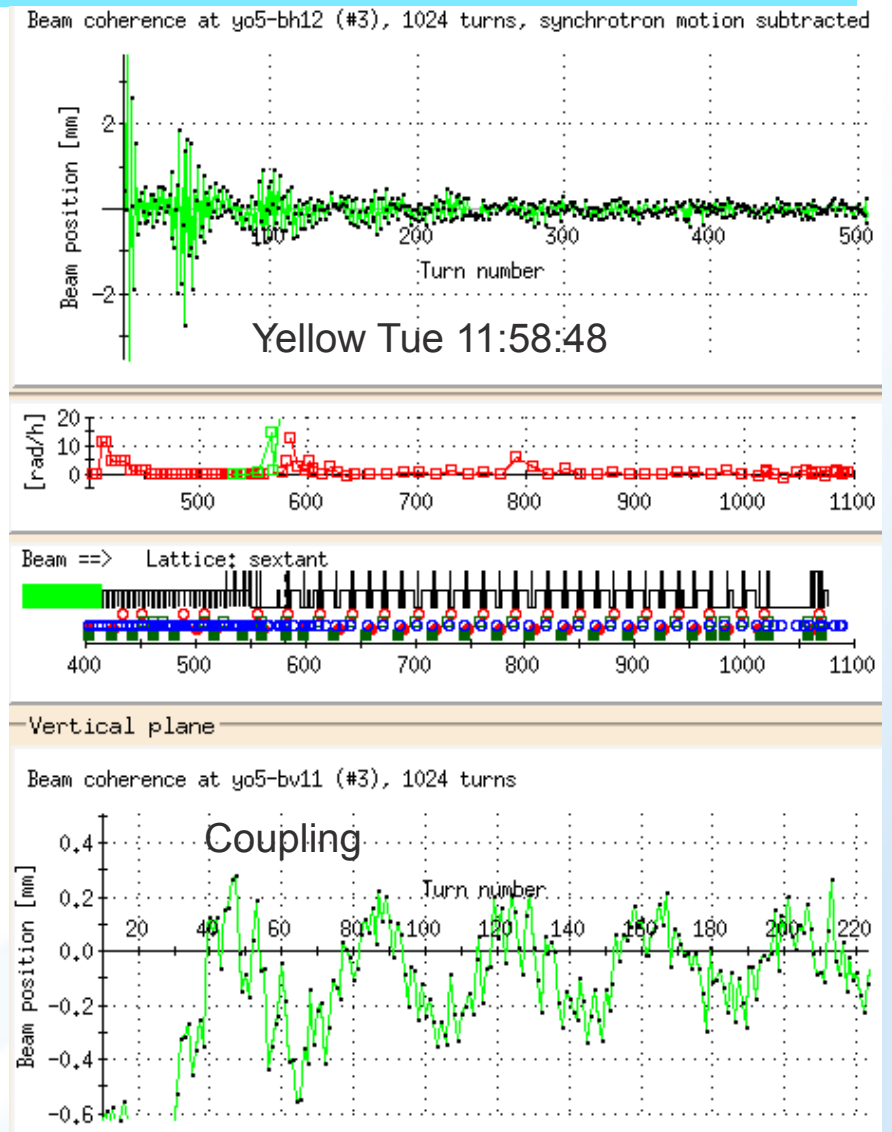 Beam coherence at yo5-bh12 (#3), 1024 turns, synchrotron motion subtracted
Beam position [mm]
2
-2
100 200 300 400 500
Turn number
Yellow Tue 11:58:48
[rad/h]
20
10
0
500 600 700 800 900 1000 1100
Beam ==> Lattice: sextant
400 500 600 700 800 900 1000 1100
Vertical plane
Beam coherence at yo5-bv11 (#3), 1024 turns
Coupling
Beam position [mm]
0.4
0.2
0.0
-0.2
-0.4
-0.6
Turn number
20 40 60 80 100 120 140 160 180 200 220